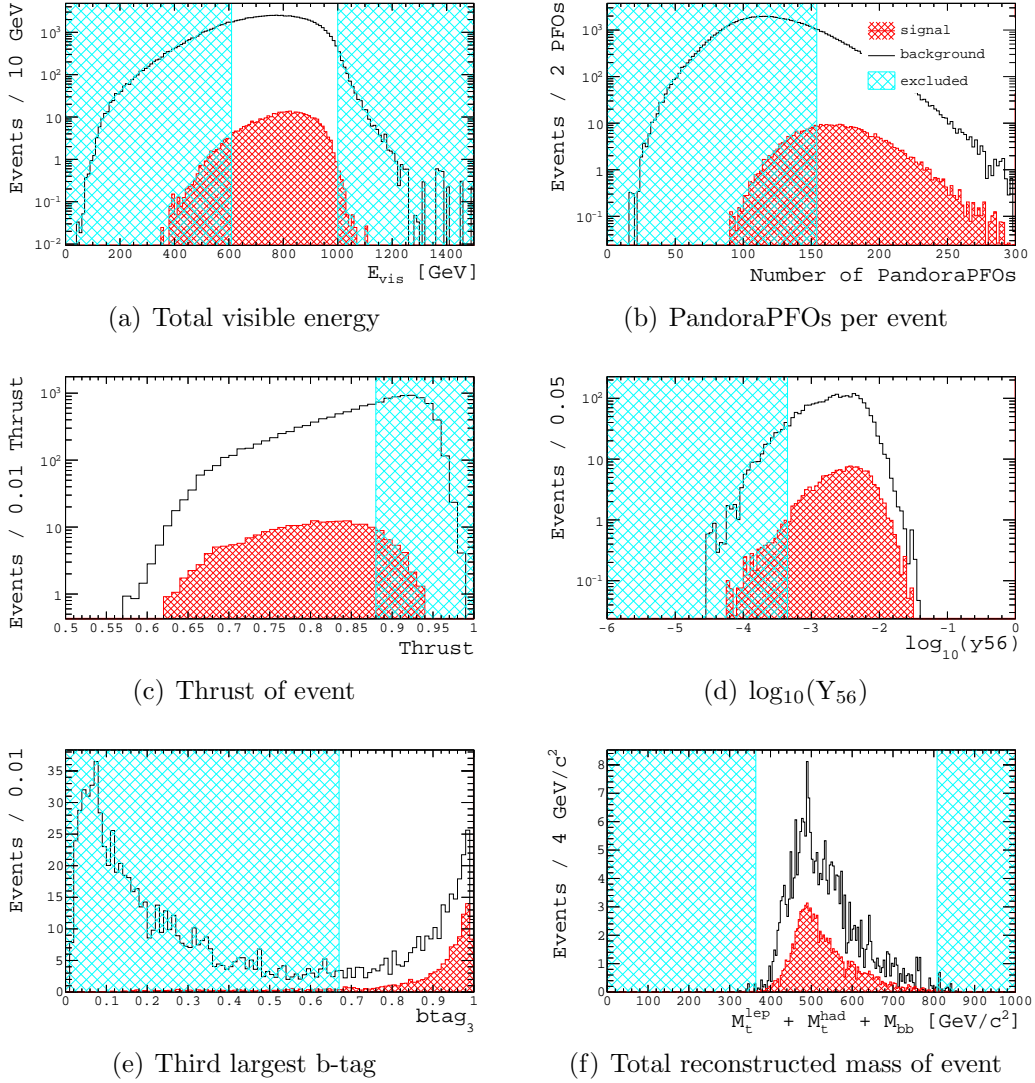 Events / 10 GeV
10³
10²
10
1
10⁻¹
10⁻²
0 200 400 600 800 1000 1200 1400
E_vis [GeV]
(a) Total visible energy
Events / 2 PFOs
10³
10²
10
1
10⁻¹
0 50 100 150 200 250 300
Number of PandoraPFOs
signal
background
excluded
(b) PandoraPFOs per event
Events / 0.01 Thrust
10³
10²
10
1
0.5 0.55 0.6 0.65 0.7 0.75 0.8 0.85 0.9 0.95 1
Thrust
(c) Thrust of event
Events / 0.05
10²
10
1
10⁻¹
-6 -5 -4 -3 -2 -1 0
log₁₀(y56)
(d) log₁₀(Y₅₆)
Events / 0.01
35
30
25
20
15
10
5
0
0 0.1 0.2 0.3 0.4 0.5 0.6 0.7 0.8 0.9 1
btag₃
(e) Third largest b-tag
Events / 4 GeV/c²
8
7
6
5
4
3
2
1
0
0 100 200 300 400 500 600 700 800 900 1000
M_t^lep + M_t^had + M_bb [GeV/c²]
(f) Total reconstructed mass of event